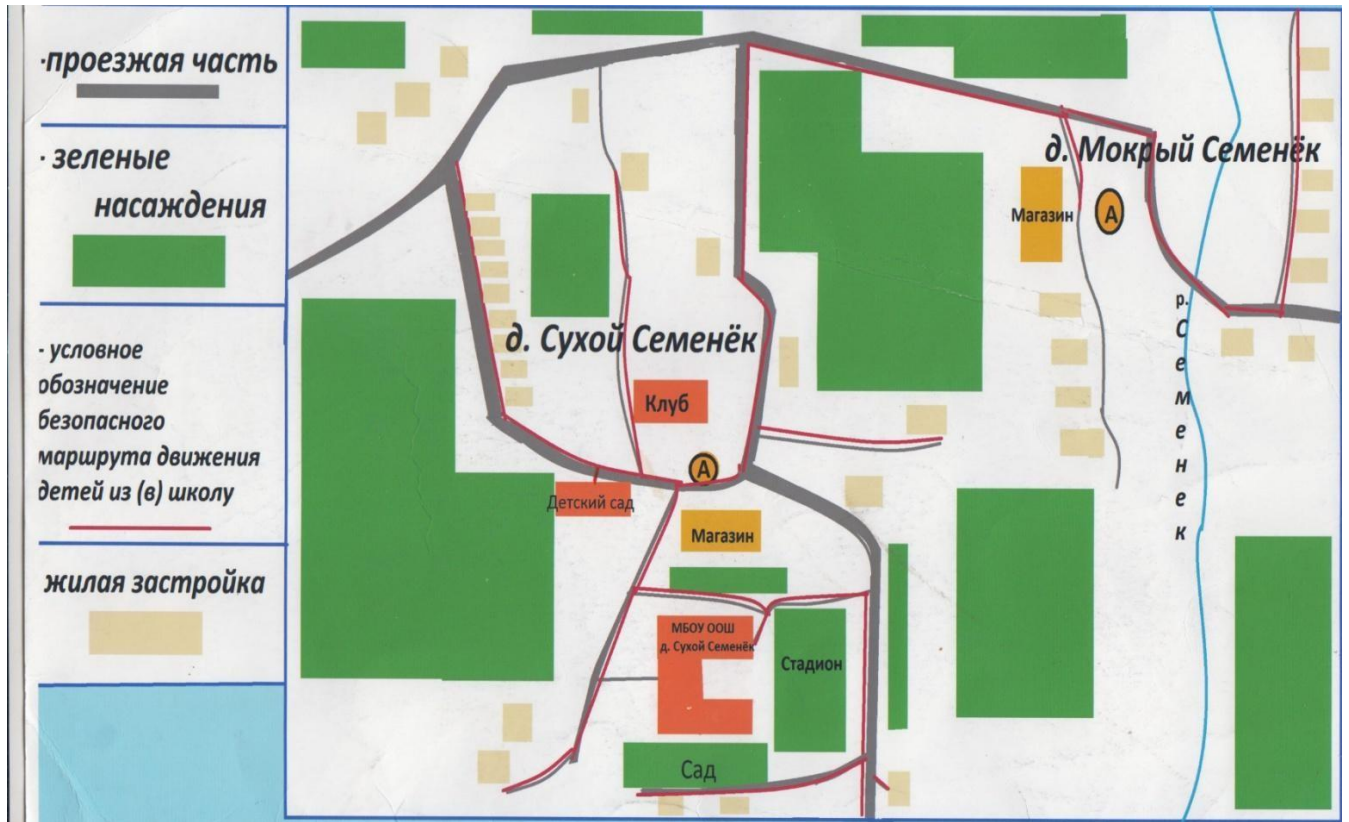 -проезжая часть
- зеленые
насаждения
- условное
обозначение
безопасного
маршрута движения
детей из (в) школу
жилая застройка
д. Мокрый Семенёк
Магазин
А
р. Семенек
д. Сухой Семенёк
Клуб
А
Детский сад
Магазин
МБОУ ООШ
д. Сухой Семенёк
Стадион
Сад